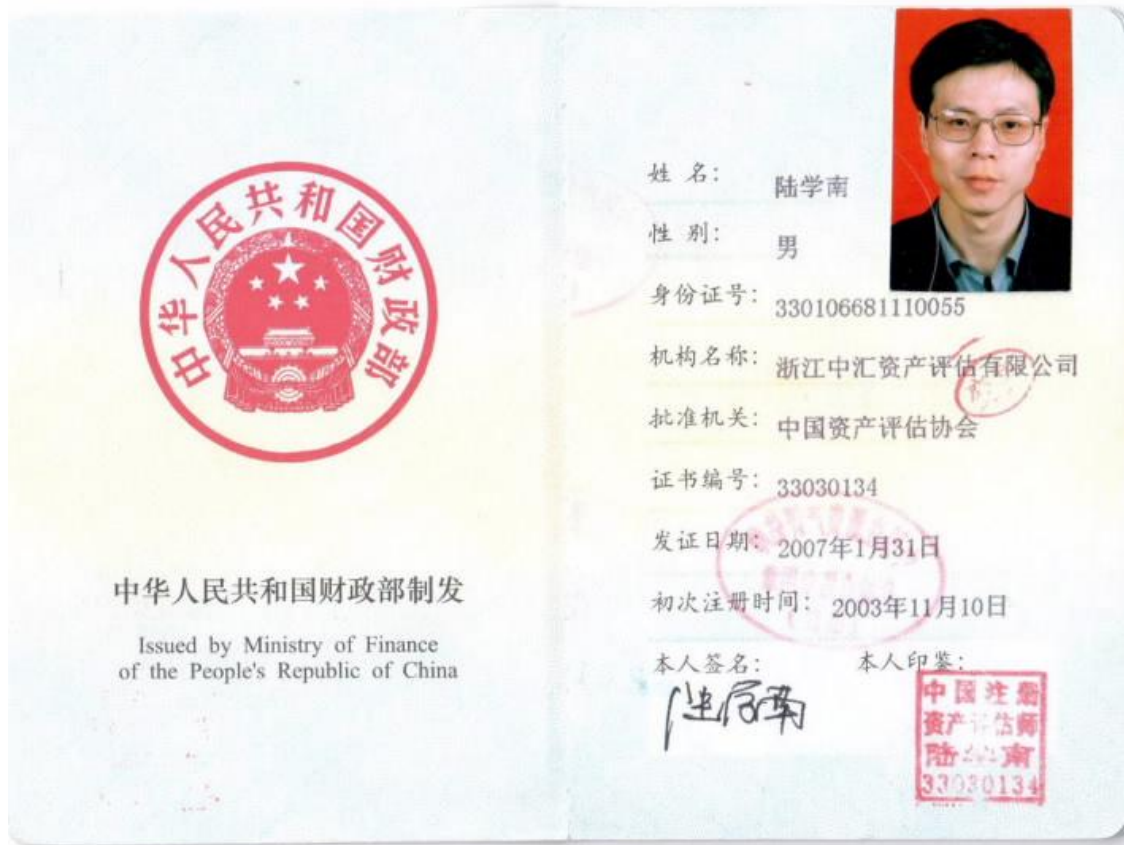 中华人民共和国财政部
中华人民共和国财政部制发
Issued by Ministry of Finance
of the People's Republic of China
姓 名: 陆学南
性 别: 男
身份证号: 330106681110055
机构名称: 浙江中汇资产评估有限公司
批准机关: 中国资产评估协会
证书编号: 33030134
发证日期: 2007年1月31日
初次注册时间: 2003年11月10日
本人签名: 本人印鉴:
陆学南
中国注册
资产评估师
陆学南
33030134